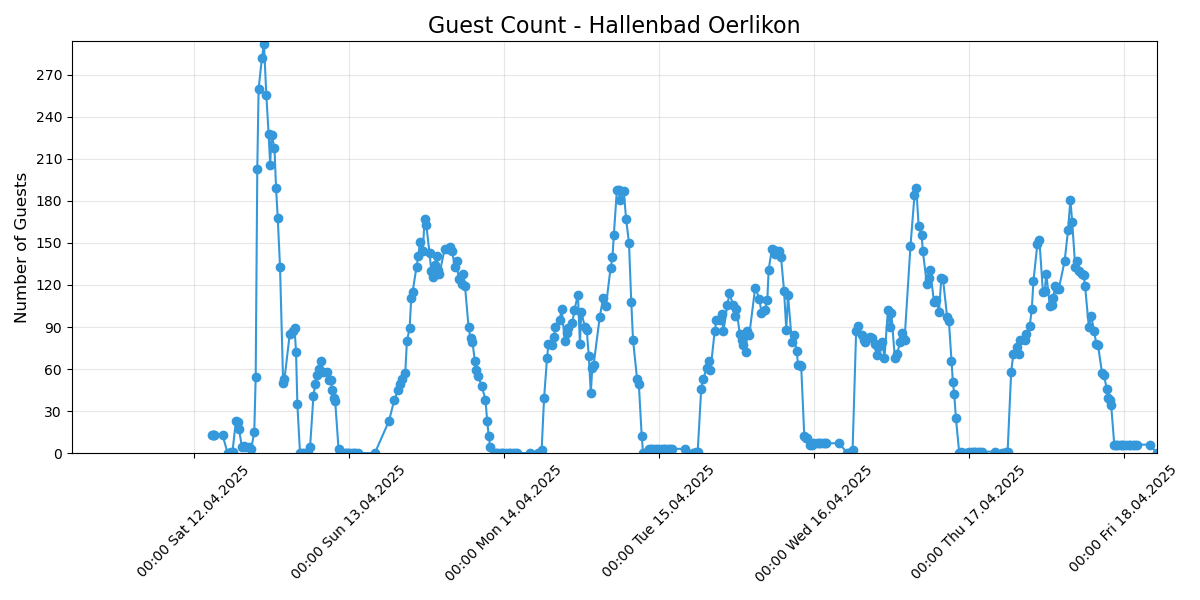 Guest Count - Hallenbad Oerlikon
Number of Guests
270
240
210
180
150
120
90
60
30
0
00:00 Sat 12.04.2025
00:00 Sun 13.04.2025
00:00 Mon 14.04.2025
00:00 Tue 15.04.2025
00:00 Wed 16.04.2025
00:00 Thu 17.04.2025
00:00 Fri 18.04.2025